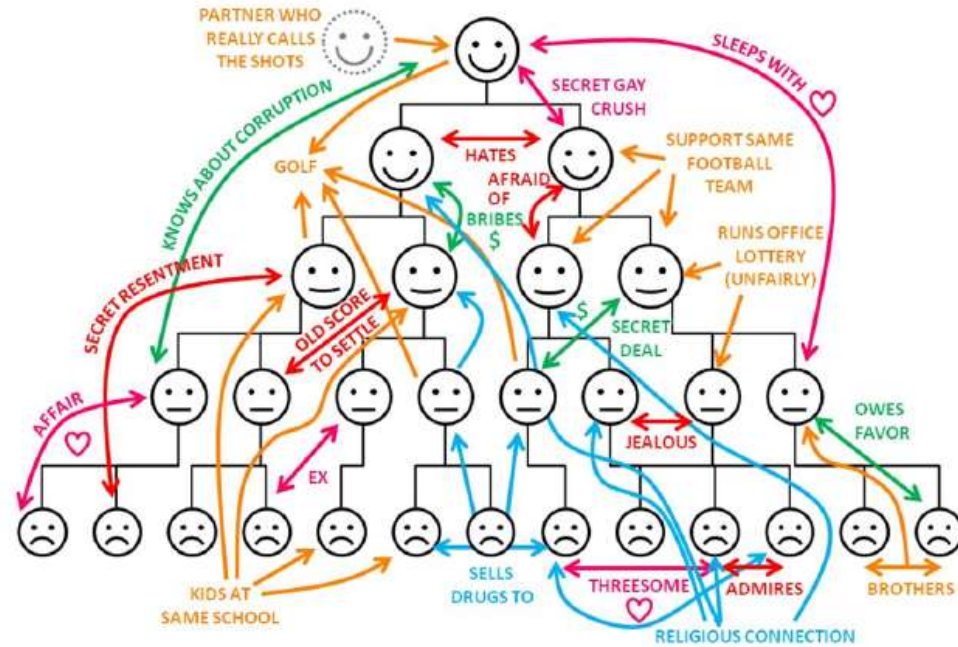 PARTNER WHO
REALLY CALLS
THE SHOTS
SLEEPS WITH
SECRET GAY
CRUSH
KNOWS ABOUT CORRUPTION
GOLF
HATES
SUPPORT SAME
FOOTBALL
TEAM
AFRAID
OF
BRIBES
$
RUNS OFFICE
LOTTERY
(UNFAIRLY)
SECRET RESENTMENT
OLD SCORE
TO SETTLE
$
SECRET
DEAL
AFFAIR
JEALOUS
OWES
FAVOR
EX
KIDS AT
SAME SCHOOL
SELLS
DRUGS TO
THREESOME
ADMIRES
BROTHERS
RELIGIOUS CONNECTION